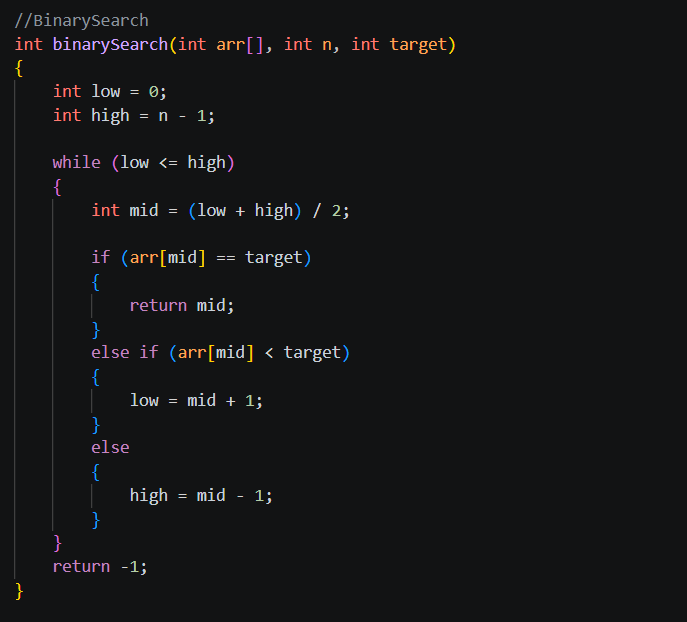 //BinarySearch
int binarySearch(int arr[], int n, int target)
{
    int low = 0;
    int high = n - 1;

    while (low <= high)
    {
        int mid = (low + high) / 2;

        if (arr[mid] == target)
        {
            return mid;
        }
        else if (arr[mid] < target)
        {
            low = mid + 1;
        }
        else
        {
            high = mid - 1;
        }
    }
    return -1;
}